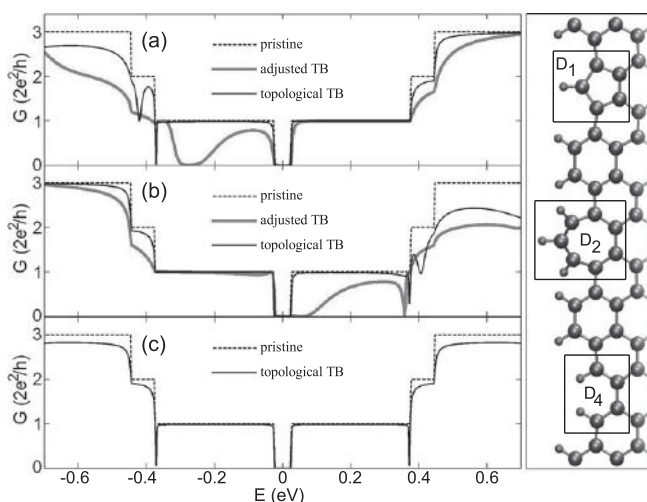 3
2
1
0
G (2e²/h)
(a)
pristine
adjusted TB
topological TB
3
2
1
0
G (2e²/h)
(b)
pristine
adjusted TB
topological TB
3
2
1
0
G (2e²/h)
(c)
pristine
topological TB
-0.6 -0.4 -0.2 0 0.2 0.4 0.6
E (eV)
D₁
D₂
D₄